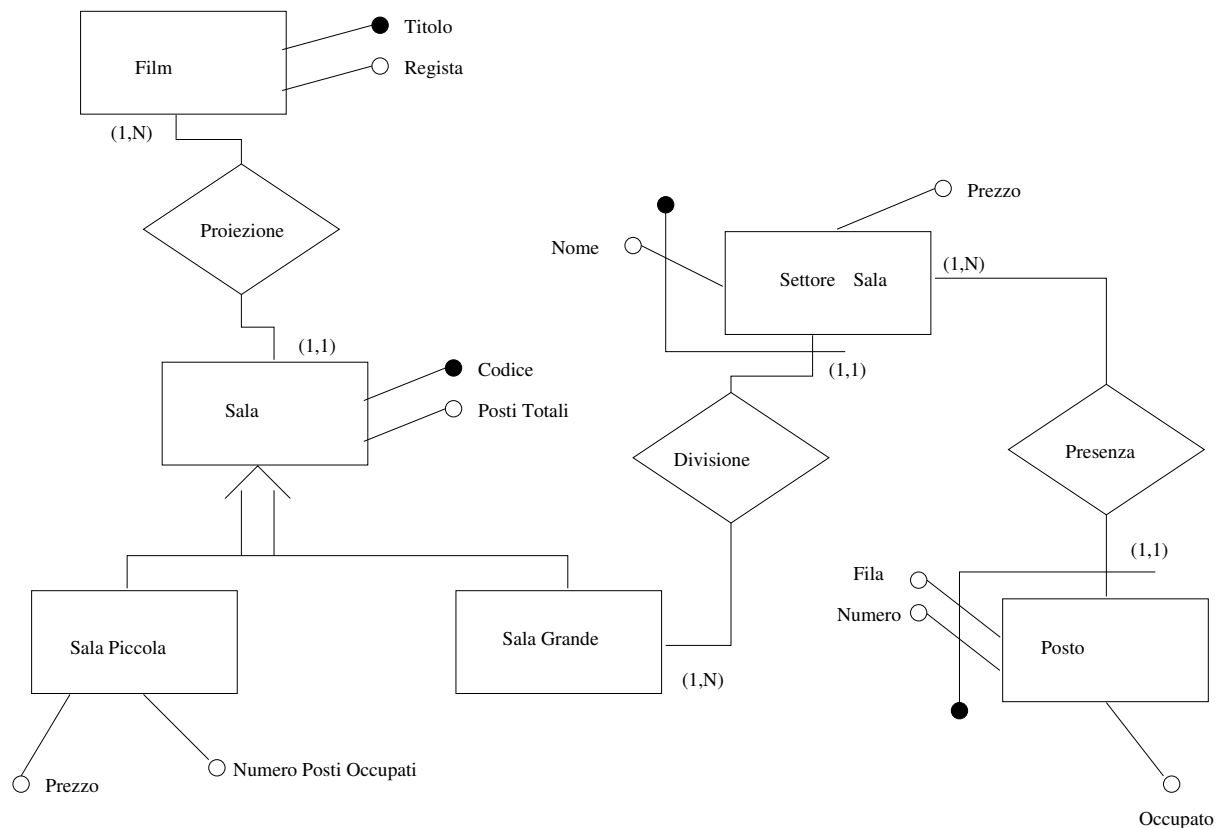 Titolo
Film
Regista
(1,N)
Proiezione
Prezzo
Nome
(1,N)
Settore Sala
(1,1)
Codice
(1,1)
Sala
Posti Totali
Divisione
Presenza
(1,1)
Fila
Numero
Sala Piccola
Sala Grande
Posto
(1,N)
Numero Posti Occupati
Prezzo
Occupato